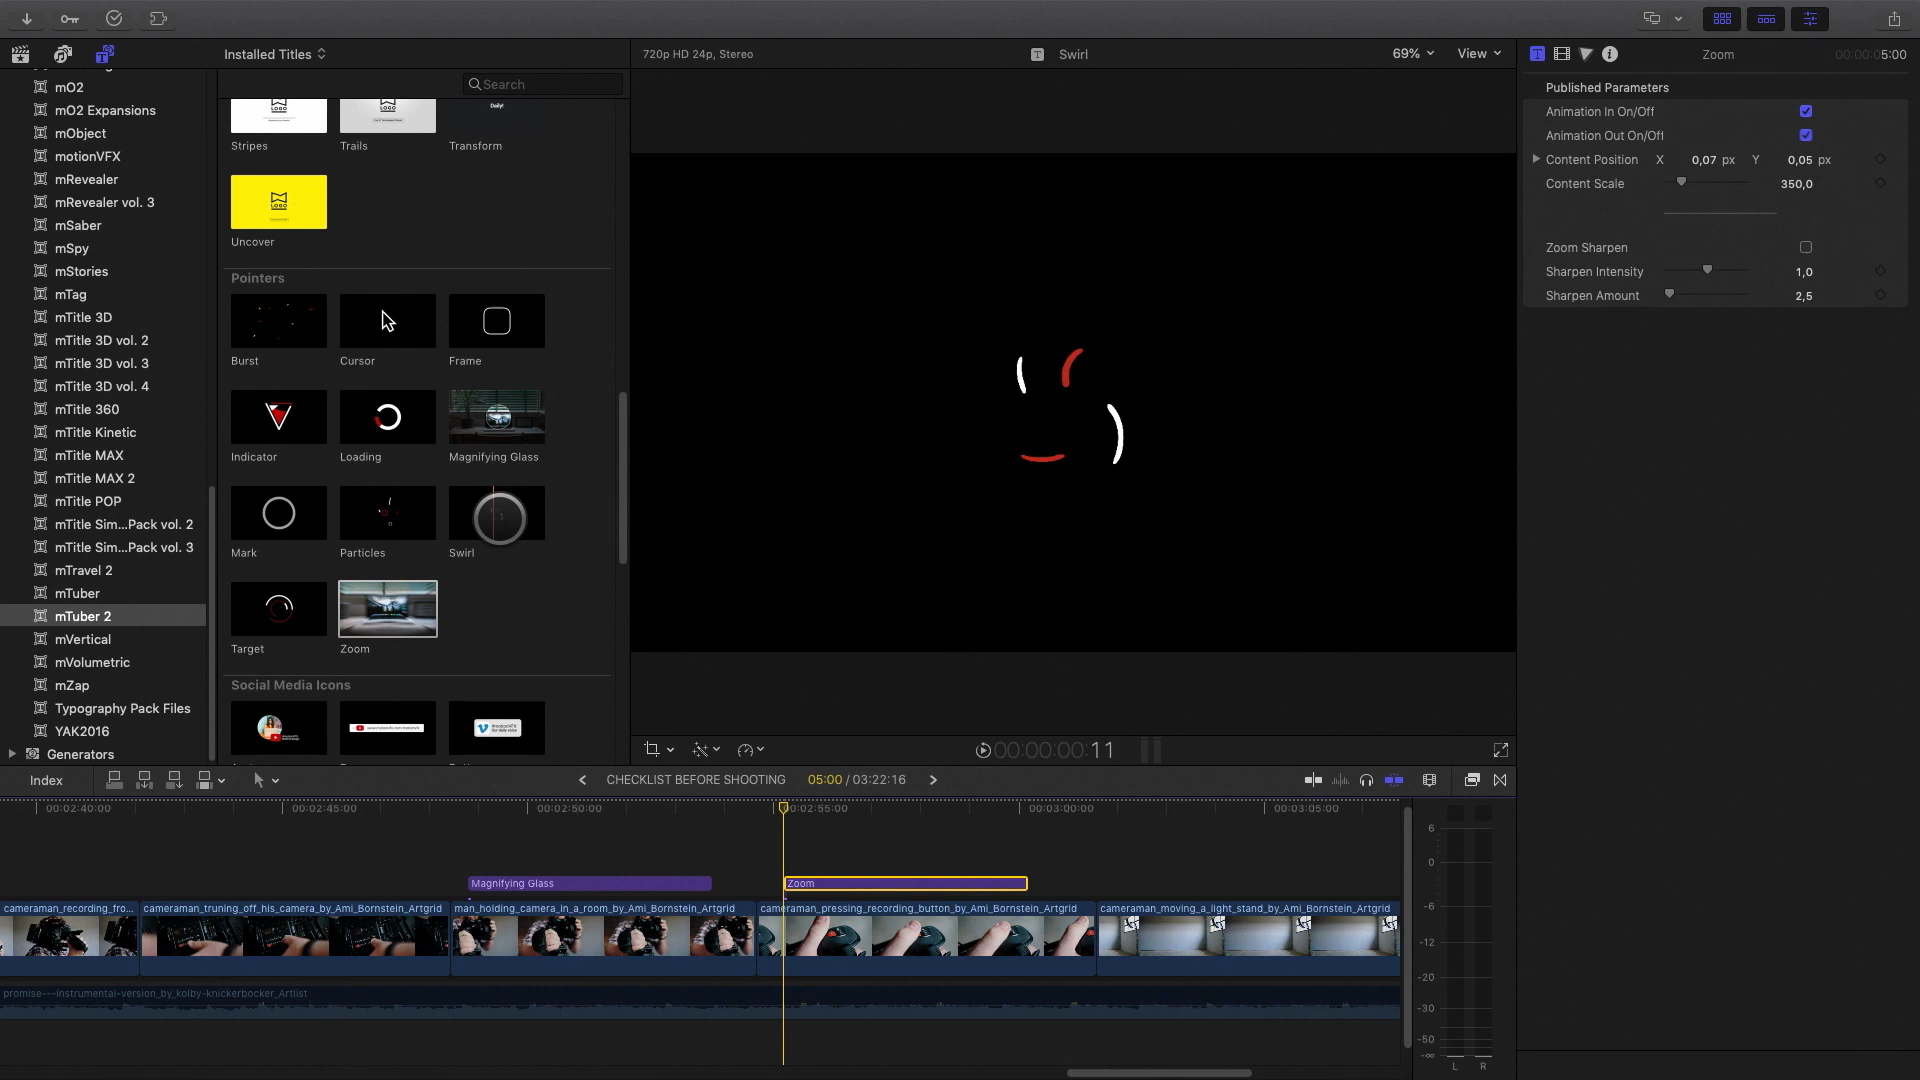 Installed Titles
720p HD 24p, Stereo
Swirl
69%
View
Zoom
00:00:05:00
Search
mO2
mO2 Expansions
mObject
motionVFX
mRevealer
mRevealer vol. 3
mSaber
mSpy
mStories
mTag
mTitle 3D
mTitle 3D vol. 2
mTitle 3D vol. 3
mTitle 3D vol. 4
mTitle 360
mTitle Kinetic
mTitle MAX
mTitle MAX 2
mTitle POP
mTitle Sim...Pack vol. 2
mTitle Sim...Pack vol. 3
mTravel 2
mTuber
mTuber 2
mVertical
mVolumetric
mZap
Typography Pack Files
YAK2016
Generators
LOGO
LOGO
Daily!
Stripes
Trails
Transform
LOGO
Uncover
Pointers
Burst
Cursor
Frame
Indicator
Loading
Magnifying Glass
Mark
Particles
Swirl
Target
Zoom
Social Media Icons
Published Parameters
Animation In On/Off
Animation Out On/Off
Content Position X 0,07 px Y 0,05 px
Content Scale 350,0
Zoom Sharpen
Sharpen Intensity 1,0
Sharpen Amount 2,5
00:00:00:11
Index
CHECKLIST BEFORE SHOOTING
05:00 / 03:22:16
00:02:40:00
00:02:45:00
00:02:50:00
00:02:55:00
00:03:00:00
00:03:05:00
Magnifying Glass
Zoom
cameraman_recording_fro...
cameraman_truning_off_his_camera_by_Ami_Bornstein_Artgrid
man_holding_camera_in_a_room_by_Ami_Bornstein_Artgrid
cameraman_pressing_recording_button_by_Ami_Bornstein_Artgrid
cameraman_moving_a_light_stand_by_Ami_Bornstein_Artgrid
promise---instrumental-version_by_kolby-knickerbocker_Artlist
6
0
-6
-12
-20
-30
-50
-∞
L
R